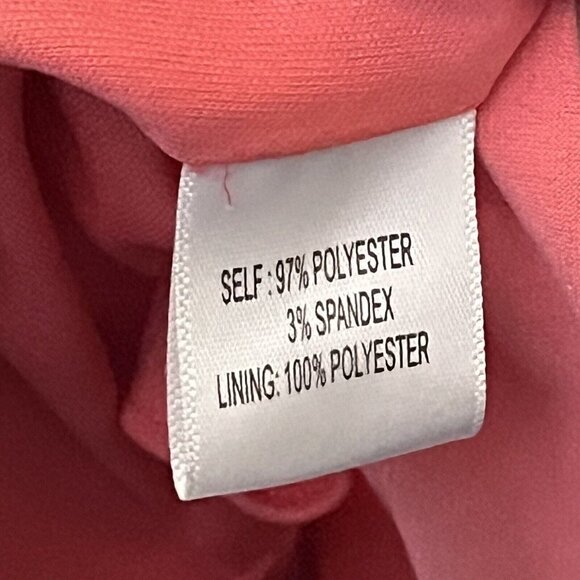 SELF : 97% POLYESTER
3% SPANDEX
LINING: 100% POLYESTER